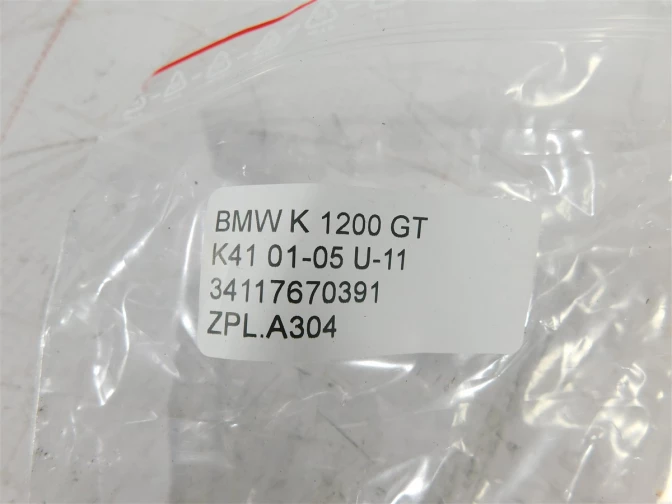 BMW K 1200 GT
K41 01-05 U-11
34117670391
ZPL.A304